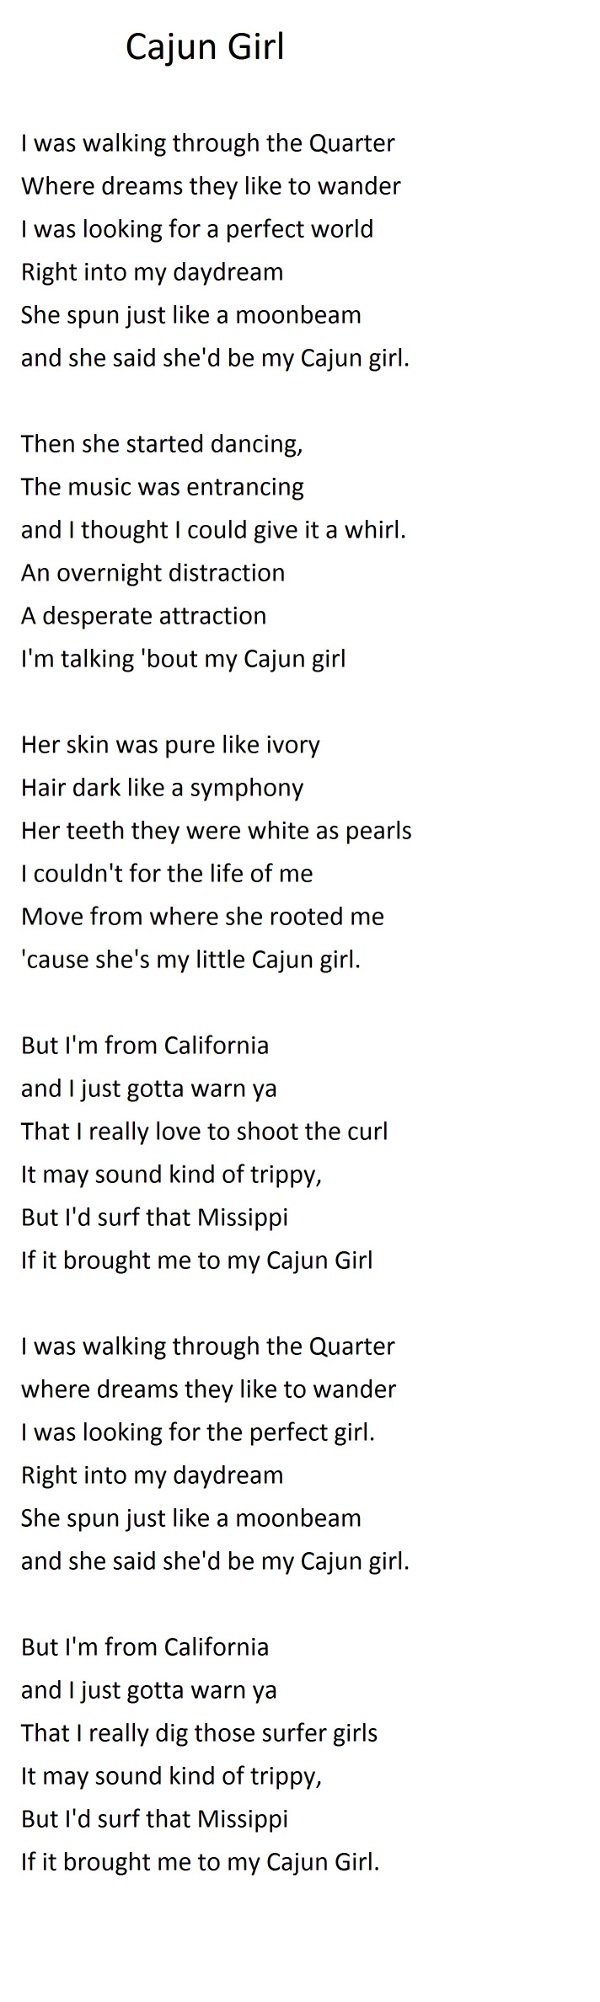 Cajun Girl
I was walking through the Quarter
Where dreams they like to wander
I was looking for a perfect world
Right into my daydream
She spun just like a moonbeam
and she said she'd be my Cajun girl.
Then she started dancing,
The music was entrancing
and I thought I could give it a whirl.
An overnight distraction
A desperate attraction
I'm talking 'bout my Cajun girl
Her skin was pure like ivory
Hair dark like a symphony
Her teeth they were white as pearls
I couldn't for the life of me
Move from where she rooted me
'cause she's my little Cajun girl.
But I'm from California
and I just gotta warn ya
That I really love to shoot the curl
It may sound kind of trippy,
But I'd surf that Missippi
If it brought me to my Cajun Girl
I was walking through the Quarter
where dreams they like to wander
I was looking for the perfect girl.
Right into my daydream
She spun just like a moonbeam
and she said she'd be my Cajun girl.
But I'm from California
and I just gotta warn ya
That I really dig those surfer girls
It may sound kind of trippy,
But I'd surf that Missippi
If it brought me to my Cajun Girl.